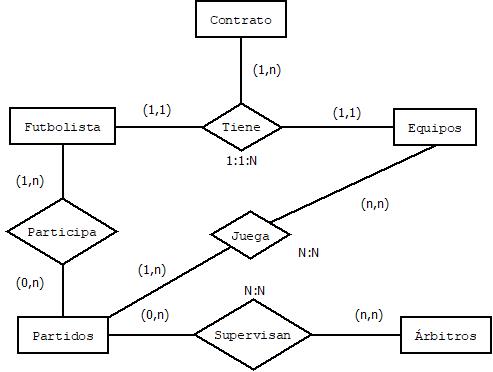 Contrato
(1,n)
(1,1)
(1,1)
Futbolista
Tiene
Equipos
1:1:N
(1,n)
(n,n)
Participa
Juega
N:N
(1,n)
(0,n)
N:N
(0,n)
(n,n)
Partidos
Supervisan
Árbitros